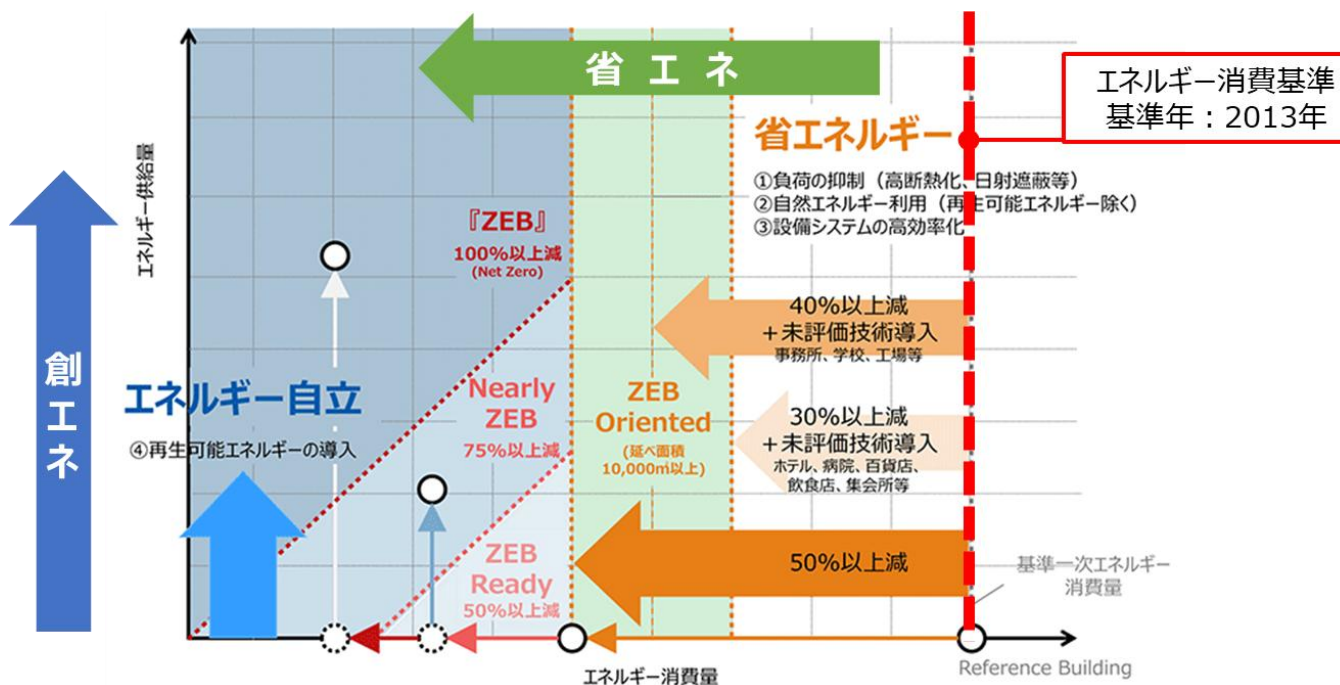 省 エ ネ
エネルギー消費基準
基準年：2013年
省エネルギー
①負荷の抑制（高断熱化、日射遮蔽等）
②自然エネルギー利用（再生可能エネルギー除く）
③設備システムの高効率化
エネルギー供給量
『ZEB』
100%以上減
(Net Zero)
40%以上減
＋未評価技術導入
事務所、学校、工場等
創エネ
エネルギー自立
④再生可能エネルギーの導入
Nearly
ZEB
75%以上減
ZEB
Oriented
(延べ面積
10,000㎡以上)
30%以上減
＋未評価技術導入
ホテル、病院、百貨店、
飲食店、集会所等
ZEB
Ready
50%以上減
50%以上減
基準一次エネルギー
消費量
エネルギー消費量
Reference Building